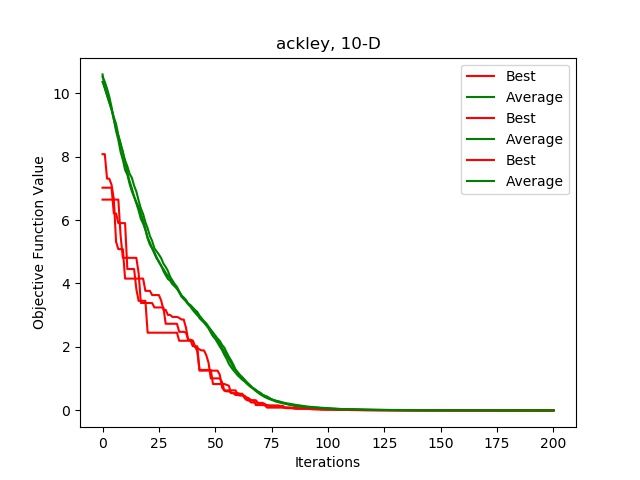 ackley, 10-D
Best
Average
Best
Average
Best
Average
Objective Function Value
10
8
6
4
2
0
0 25 50 75 100 125 150 175 200
Iterations